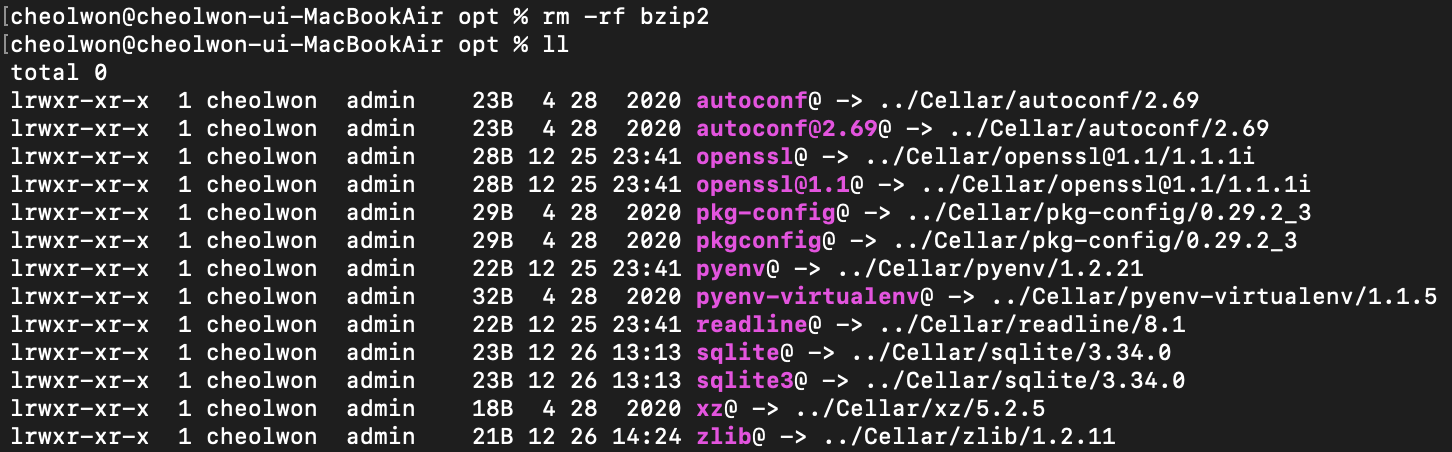 [cheolwon@cheolwon-ui-MacBookAir opt % rm -rf bzip2
[cheolwon@cheolwon-ui-MacBookAir opt % ll
total 0
lrwxr-xr-x  1 cheolwon  admin    23B  4 28  2020 autoconf@ -> ../Cellar/autoconf/2.69
lrwxr-xr-x  1 cheolwon  admin    23B  4 28  2020 autoconf@2.69@ -> ../Cellar/autoconf/2.69
lrwxr-xr-x  1 cheolwon  admin    28B 12 25 23:41 openssl@ -> ../Cellar/openssl@1.1/1.1.1i
lrwxr-xr-x  1 cheolwon  admin    28B 12 25 23:41 openssl@1.1@ -> ../Cellar/openssl@1.1/1.1.1i
lrwxr-xr-x  1 cheolwon  admin    29B  4 28  2020 pkg-config@ -> ../Cellar/pkg-config/0.29.2_3
lrwxr-xr-x  1 cheolwon  admin    29B  4 28  2020 pkgconfig@ -> ../Cellar/pkg-config/0.29.2_3
lrwxr-xr-x  1 cheolwon  admin    22B 12 25 23:41 pyenv@ -> ../Cellar/pyenv/1.2.21
lrwxr-xr-x  1 cheolwon  admin    32B  4 28  2020 pyenv-virtualenv@ -> ../Cellar/pyenv-virtualenv/1.1.5
lrwxr-xr-x  1 cheolwon  admin    22B 12 25 23:41 readline@ -> ../Cellar/readline/8.1
lrwxr-xr-x  1 cheolwon  admin    23B 12 26 13:13 sqlite@ -> ../Cellar/sqlite/3.34.0
lrwxr-xr-x  1 cheolwon  admin    23B 12 26 13:13 sqlite3@ -> ../Cellar/sqlite/3.34.0
lrwxr-xr-x  1 cheolwon  admin    18B  4 28  2020 xz@ -> ../Cellar/xz/5.2.5
lrwxr-xr-x  1 cheolwon  admin    21B 12 26 14:24 zlib@ -> ../Cellar/zlib/1.2.11